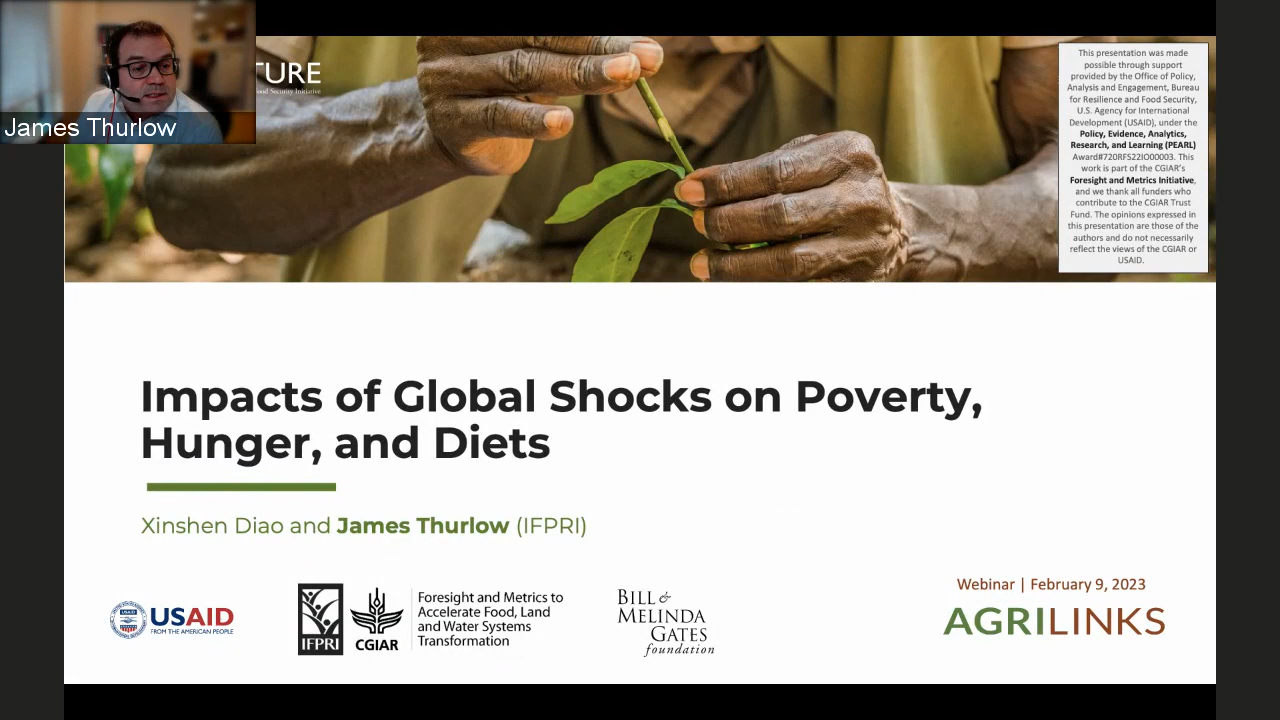 James Thurlow
TURE
ood Security Initiative
This presentation was made
possible through support
provided by the Office of Policy,
Analysis and Engagement, Bureau
for Resilience and Food Security,
U.S. Agency for International
Development (USAID), under the
Policy, Evidence, Analytics,
Research, and Learning (PEARL)
Award#720RFS22IO00003. This
work is part of the CGIAR's
Foresight and Metrics Initiative,
and we thank all funders who
contribute to the CGIAR Trust
Fund. The opinions expressed in
this presentation are those of the
authors and do not necessarily
reflect the views of the CGIAR or
USAID.
Impacts of Global Shocks on Poverty,
Hunger, and Diets
Xinshen Diao and James Thurlow (IFPRI)
USAID
FROM THE AMERICAN PEOPLE
IFPRI
CGIAR
Foresight and Metrics to
Accelerate Food, Land
and Water Systems
Transformation
BILL &
MELINDA
GATES
foundation
Webinar | February 9, 2023
AGRILINKS